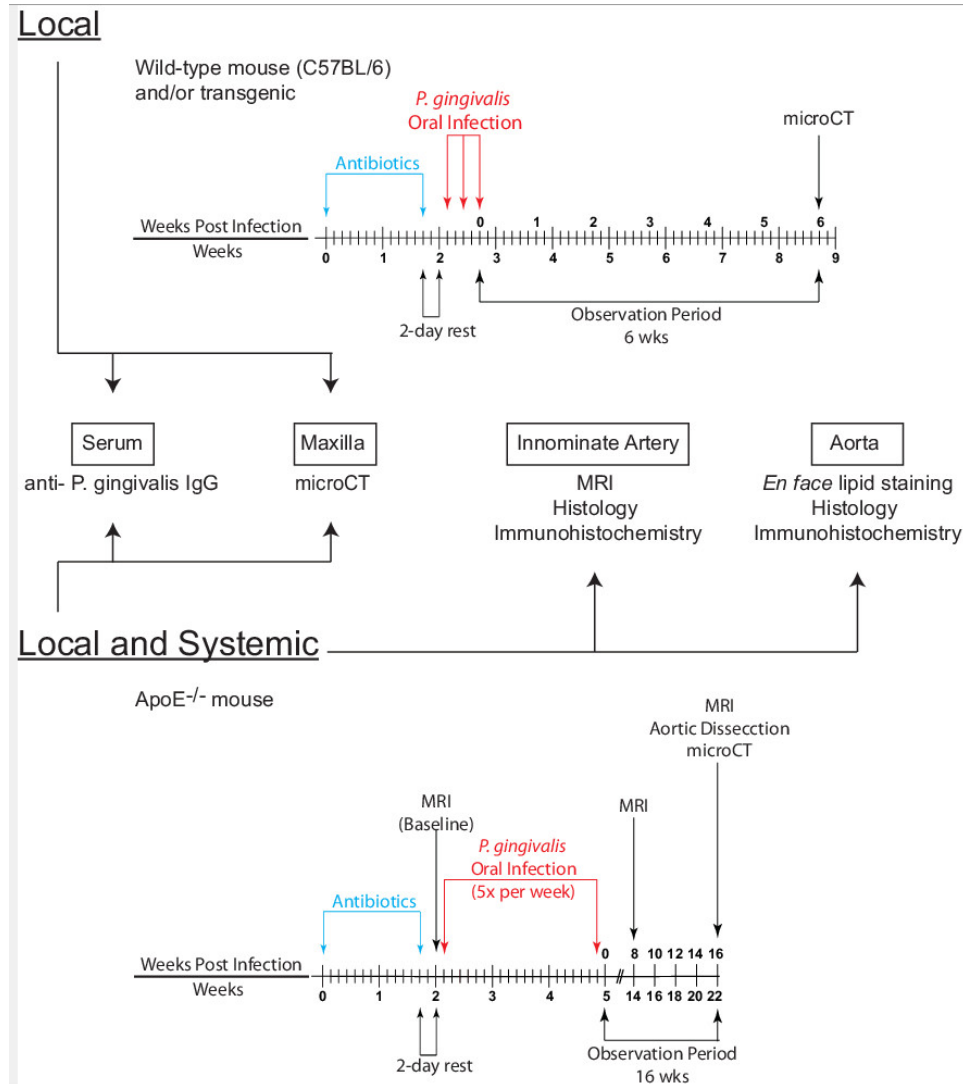 Local
Wild-type mouse (C57BL/6)
and/or transgenic
P. gingivalis
Oral Infection
microCT
Antibiotics
Weeks Post Infection
0 1 2 3 4 5 6
Weeks
0 1 2 3 4 5 6 7 8 9
2-day rest
Observation Period
6 wks
Serum
anti- P. gingivalis IgG
Maxilla
microCT
Innominate Artery
MRI
Histology
Immunohistochemistry
Aorta
En face lipid staining
Histology
Immunohistochemistry
Local and Systemic
ApoE-/- mouse
MRI
Aortic Dissecction
microCT
MRI
(Baseline)
MRI
P. gingivalis
Oral Infection
(5x per week)
Antibiotics
Weeks Post Infection
0 8 10 12 14 16
Weeks
0 1 2 3 4 5 14 16 18 20 22
2-day rest
Observation Period
16 wks